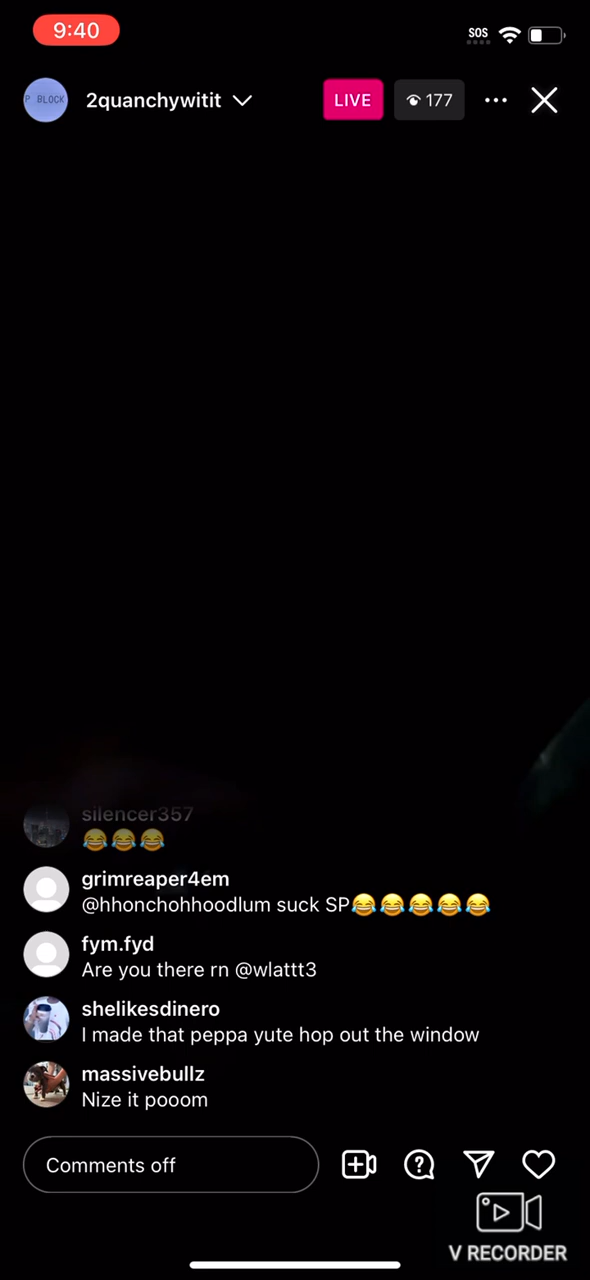 9:40
SOS
P BLOCK
2quanchywitit
LIVE
177
silencer357
😂😂😂
grimreaper4em
@hhonchohhoodlum suck SP😂😂😂😂😂
fym.fyd
Are you there rn @wlattt3
shelikesdinero
I made that peppa yute hop out the window
massivebullz
Nize it pooom
Comments off
V RECORDER